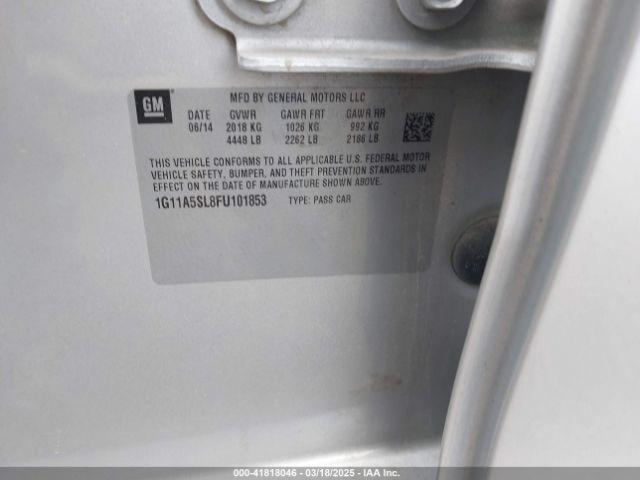 GM
MFD BY GENERAL MOTORS LLC
DATE GVWR GAWR FRT GAWR RR
06/14 2018 KG 1026 KG 992 KG
4448 LB 2262 LB 2186 LB
THIS VEHICLE CONFORMS TO ALL APPLICABLE U.S. FEDERAL MOTOR
VEHICLE SAFETY, BUMPER, AND THEFT PREVENTION STANDARDS IN
EFFECT ON THE DATE OF MANUFACTURE SHOWN ABOVE.
1G11A5SL8FU101853 TYPE: PASS CAR
000-41818046 — 03/18/2025 — IAA Inc.